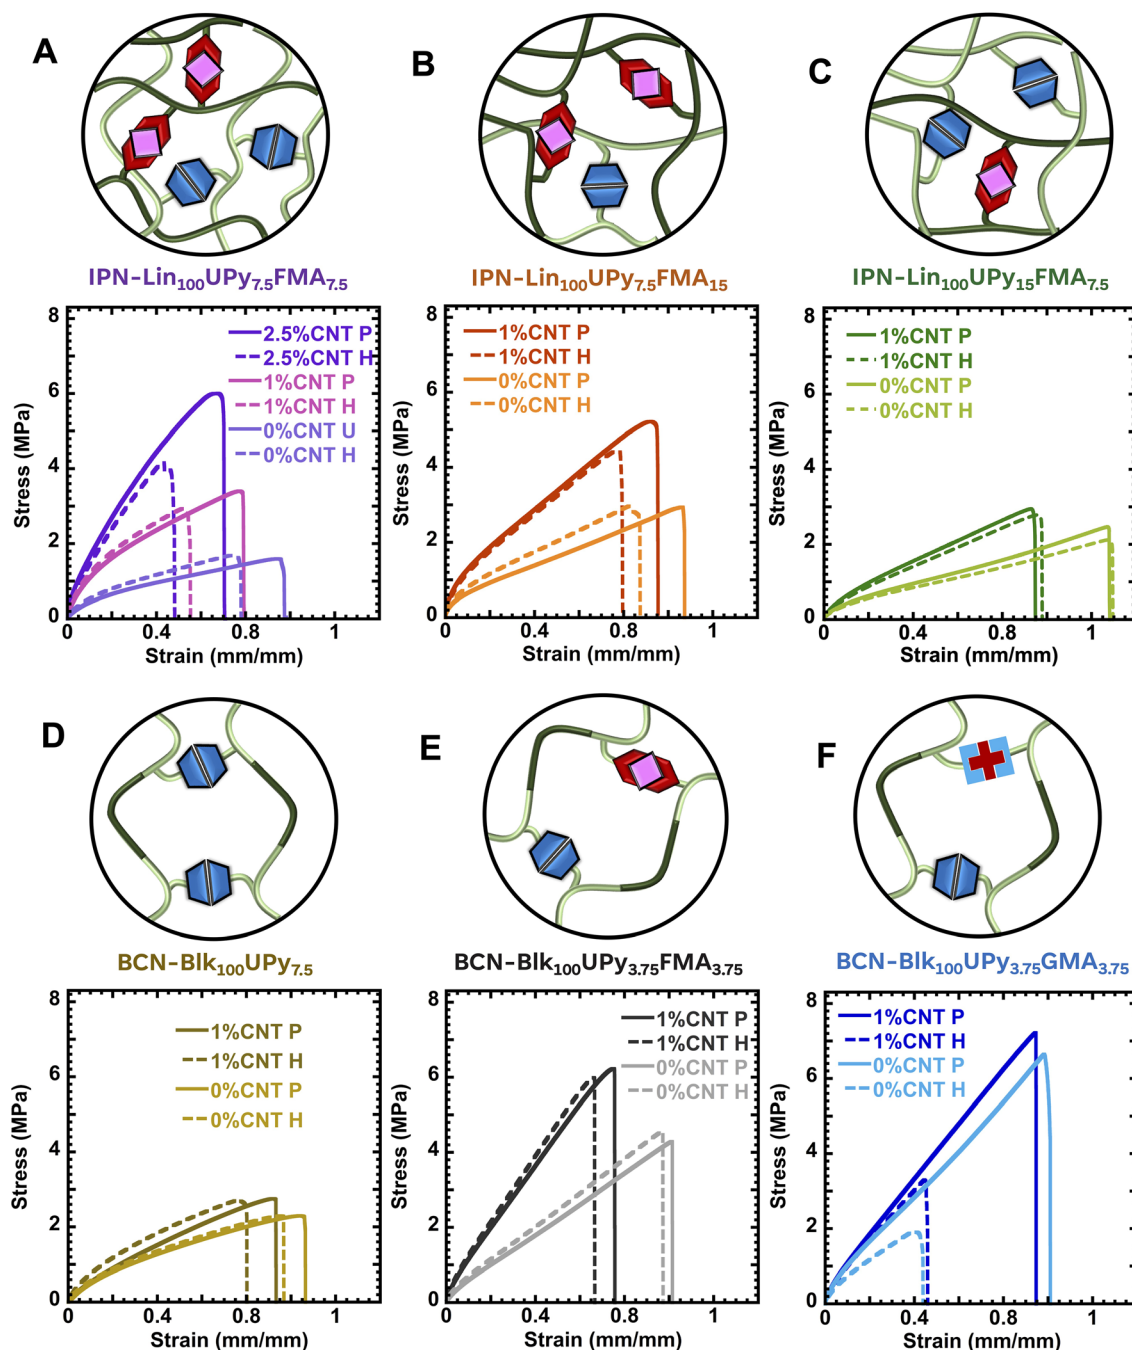 A
B
C
IPN-Lin100UPy7.5FMA7.5
IPN-Lin100UPy7.5FMA15
IPN-Lin100UPy15FMA7.5
8
6
4
2
0
Stress (MPa)
2.5%CNT P
2.5%CNT H
1%CNT P
1%CNT H
0%CNT U
0%CNT H
0
0.4
0.8
1
Strain (mm/mm)
8
6
4
2
0
Stress (MPa)
1%CNT P
1%CNT H
0%CNT P
0%CNT H
0
0.4
0.8
1
Strain (mm/mm)
8
6
4
2
0
Stress (MPa)
1%CNT P
1%CNT H
0%CNT P
0%CNT H
0
0.4
0.8
1
Strain (mm/mm)
D
E
F
BCN-Blk100UPy7.5
BCN-Blk100UPy3.75FMA3.75
BCN-Blk100UPy3.75GMA3.75
8
6
4
2
0
Stress (MPa)
1%CNT P
1%CNT H
0%CNT P
0%CNT H
0
0.4
0.8
1
Strain (mm/mm)
8
6
4
2
0
Stress (MPa)
1%CNT P
1%CNT H
0%CNT P
0%CNT H
0
0.4
0.8
1
Strain (mm/mm)
8
6
4
2
0
Stress (MPa)
1%CNT P
1%CNT H
0%CNT P
0%CNT H
0
0.4
0.8
1
Strain (mm/mm)